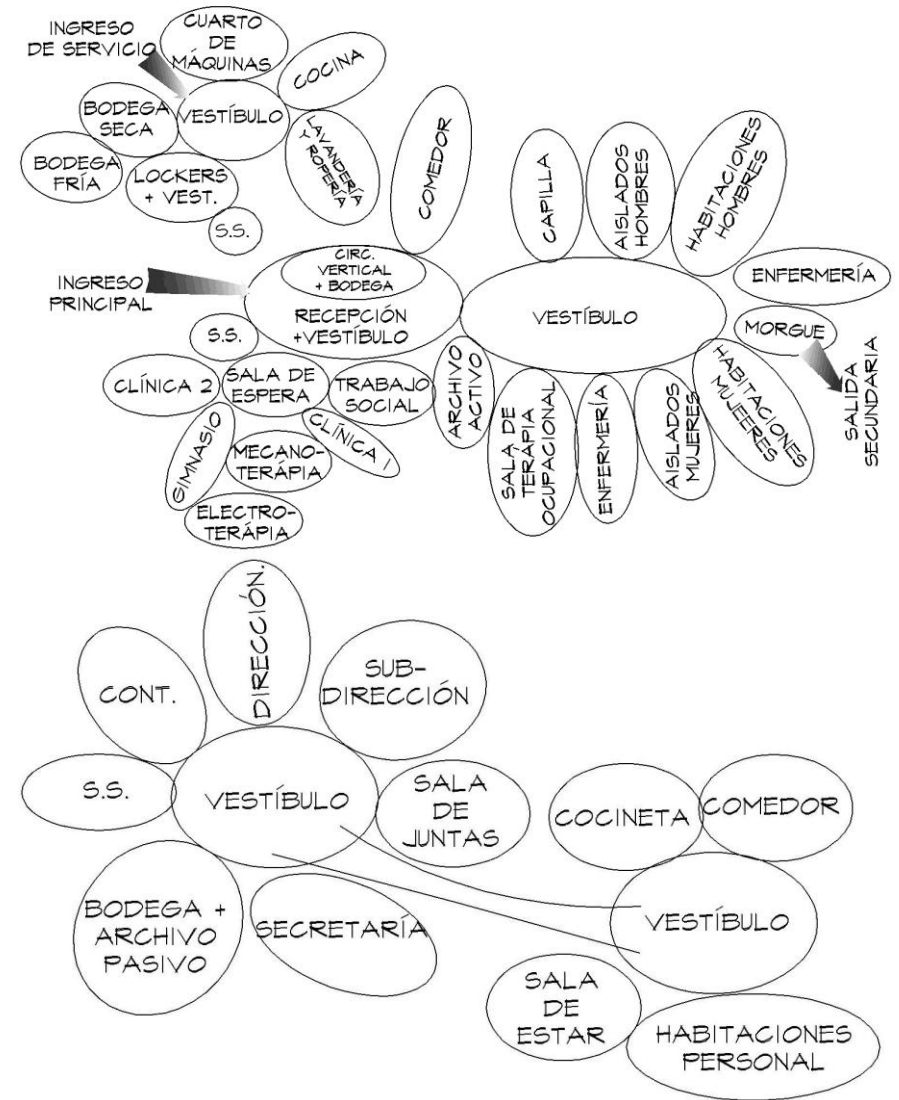 INGRESO
DE SERVICIO
CUARTO
DE
MÁQUINAS
COCINA
BODEGA
SECA
VESTÍBULO
LAVANDERÍA
Y ROPERÍA
BODEGA
FRÍA
LOCKERS
+ VEST.
S.S.
COMEDOR
CAPILLA
AISLADOS
HOMBRES
HABITACIONES
HOMBRES
INGRESO
PRINCIPAL
CIRC.
VERTICAL
+ BODEGA
RECEPCIÓN
+VESTÍBULO
VESTÍBULO
ENFERMERÍA
MORGUE
SALIDA
SECUNDARIA
S.S.
CLÍNICA 2
SALA DE
ESPERA
TRABAJO
SOCIAL
ARCHIVO
ACTIVO
SALA DE
TERÁPIA
OCUPACIONAL
ENFERMERÍA
AISLADOS
MUJERES
HABITACIONES
MUJEERES
GIMNASIO
MECANO-
TERÁPIA
CLÍNICA 1
ELECTRO-
TERÁPIA
DIRECCIÓN.
CONT.
SUB-
DIRECCIÓN
S.S.
VESTÍBULO
SALA
DE
JUNTAS
COCINETA
COMEDOR
BODEGA +
ARCHIVO
PASIVO
SECRETARÍA
VESTÍBULO
SALA
DE
ESTAR
HABITACIONES
PERSONAL